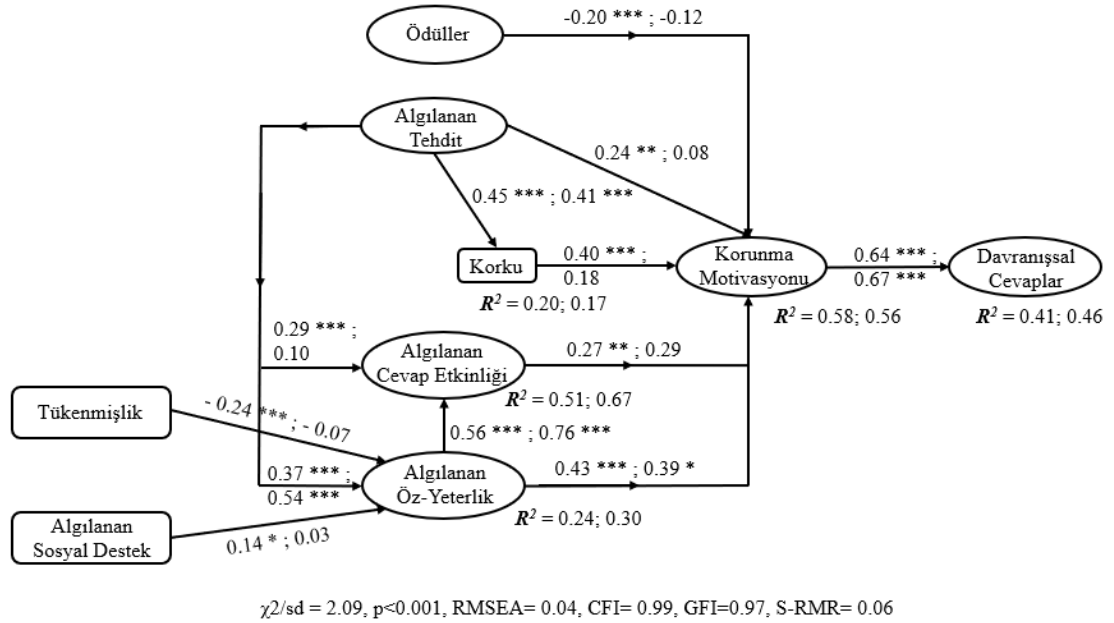 -0.20 *** ; -0.12
Ödüller
Algılanan
Tehdit
0.24 ** ; 0.08
0.45 *** ; 0.41 ***
Korku
0.40 *** ;
0.18
R² = 0.20; 0.17
Korunma
Motivasyonu
R² = 0.58; 0.56
0.64 *** ;
0.67 ***
Davranışsal
Cevaplar
R² = 0.41; 0.46
0.29 *** ;
0.10
Algılanan
Cevap Etkinliği
0.27 ** ; 0.29
R² = 0.51; 0.67
Tükenmişlik
- 0.24 *** ; - 0.07
0.56 *** ; 0.76 ***
0.37 *** ;
0.54 ***
Algılanan
Öz-Yeterlik
0.43 *** ; 0.39 *
R² = 0.24; 0.30
Algılanan
Sosyal Destek
0.14 * ; 0.03
χ2/sd = 2.09, p<0.001, RMSEA= 0.04, CFI= 0.99, GFI=0.97, S-RMR= 0.06